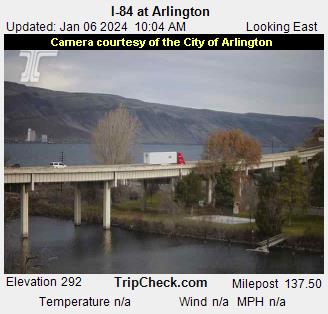 I-84 at Arlington
Updated: Jan 06 2024 10:04 AM Looking East
Camera courtesy of the City of Arlington
Elevation 292 TripCheck.com Milepost 137.50
Temperature n/a Wind n/a MPH n/a